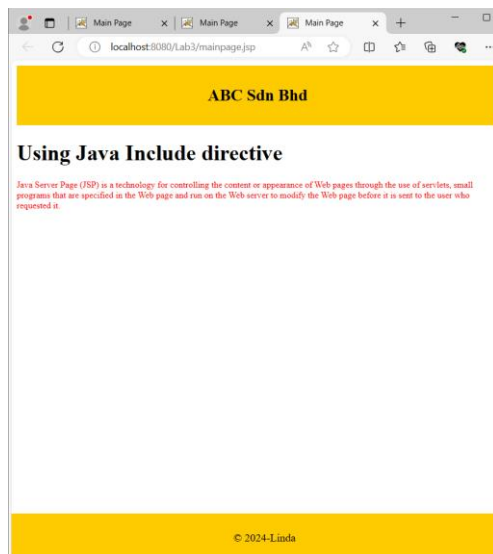 Main Page
Main Page
Main Page
localhost:8080/Lab3/mainpage.jsp
ABC Sdn Bhd
Using Java Include directive
Java Server Page (JSP) is a technology for controlling the content or appearance of Web pages through the use of servlets, small
programs that are specified in the Web page and run on the Web server to modify the Web page before it is sent to the user who
requested it.
© 2024-Linda